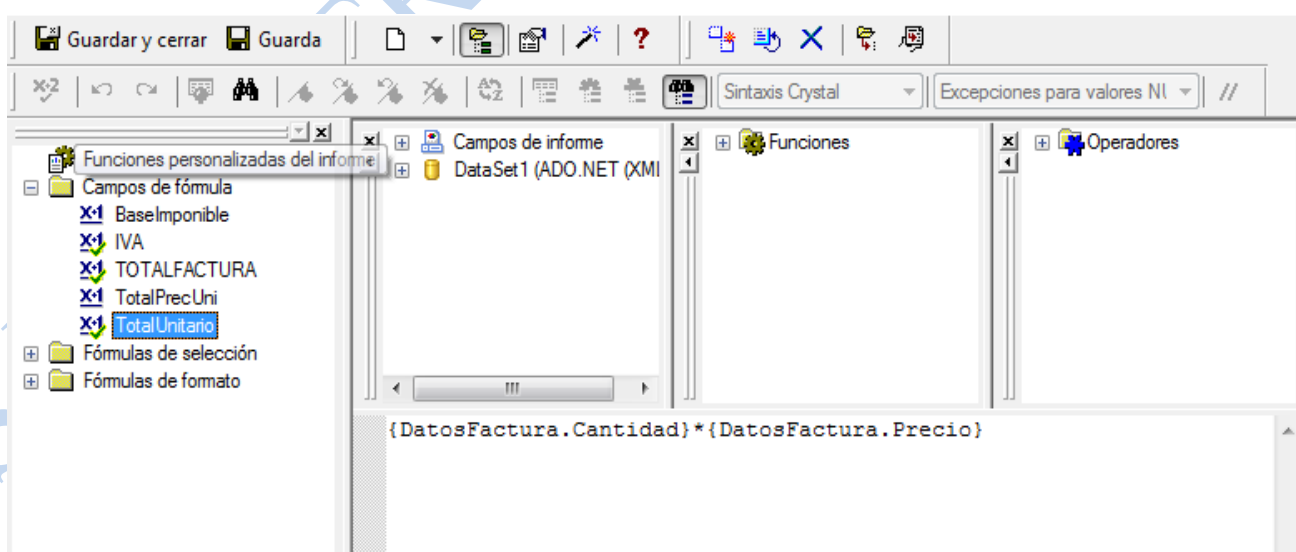 Guardar y cerrar Guarda
Sintaxis Crystal Excepciones para valores NU //
Funciones personalizadas del informe
Campos de fórmula
BaseImponible
IVA
TOTALFACTURA
TotalPrecUni
TotalUnitario
Fórmulas de selección
Fórmulas de formato
Campos de informe
DataSet1 (ADO.NET (XML
Funciones
Operadores
{DatosFactura.Cantidad}*{DatosFactura.Precio}